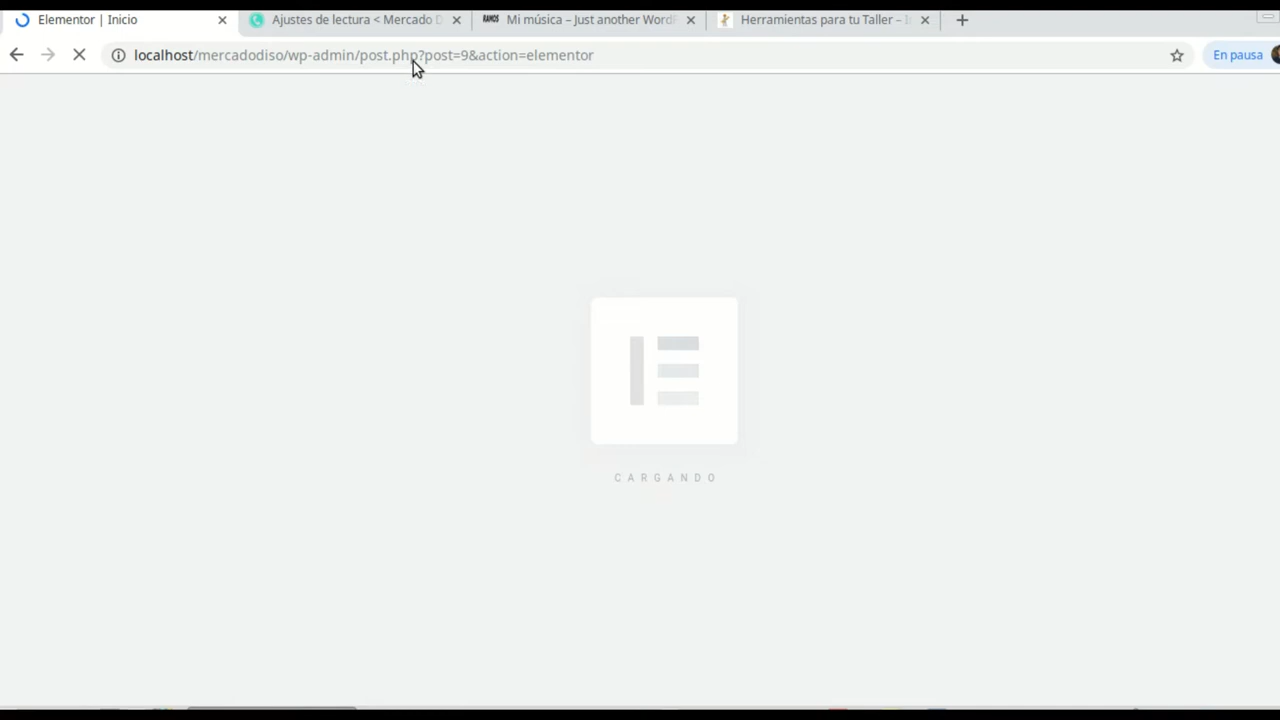 Elementor | Inicio
Ajustes de lectura < Mercado D
RAMOS
Mi música – Just another WordP
Herramientas para tu Taller –
localhost/mercadodiso/wp-admin/post.php?post=9&action=elementor
En pausa
CARGANDO